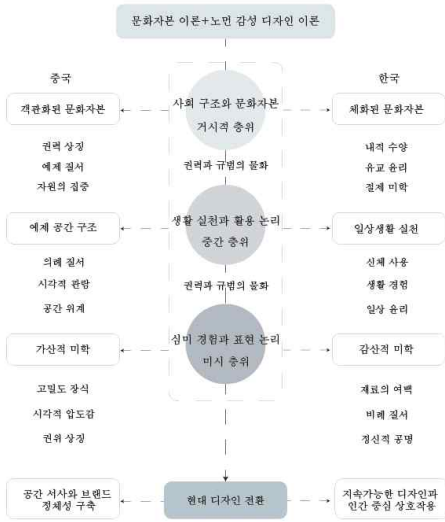 문화자본 이론+노먼 감성 디자인 이론
중국
한국
객관화된 문화자본
사회 구조와 문화자본
거시적 층위
체화된 문화자본
권력 상징
예제 질서
자원의 집중
권력과 규범의 물화
내적 수양
유교 윤리
절제 미학
예제 공간 구조
생활 실천과 활용 논리
중간 층위
일상생활 실천
의례 질서
시각적 관람
공간 위계
권력과 규범의 물화
신체 사용
생활 경험
일상 윤리
가산적 미학
심미 경험과 표현 논리
미시 층위
감산적 미학
고밀도 장식
시각적 압도감
권위 상징
재료의 여백
비례 질서
정신적 공명
공간 서사와 브랜드
정체성 구축
현대 디자인 전환
지속가능한 디자인과
인간 중심 상호작용